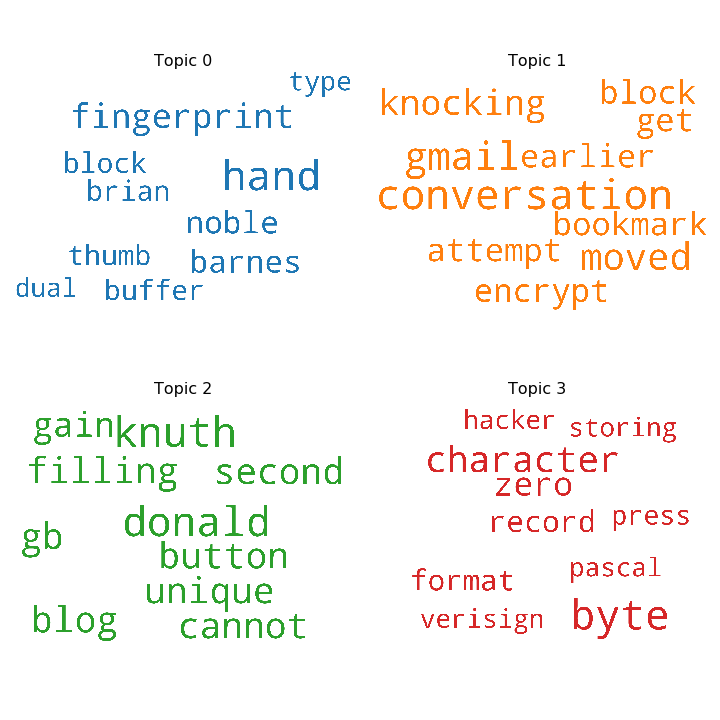 Topic 0
type
fingerprint
block
hand
brian
noble
thumb
barnes
dual
buffer
Topic 1
knocking
block
get
gmail
earlier
conversation
bookmark
attempt
moved
encrypt
Topic 2
gain
knuth
filling
second
donald
gb
button
unique
blog
cannot
Topic 3
hacker
storing
character
zero
record
press
format
pascal
verisign
byte